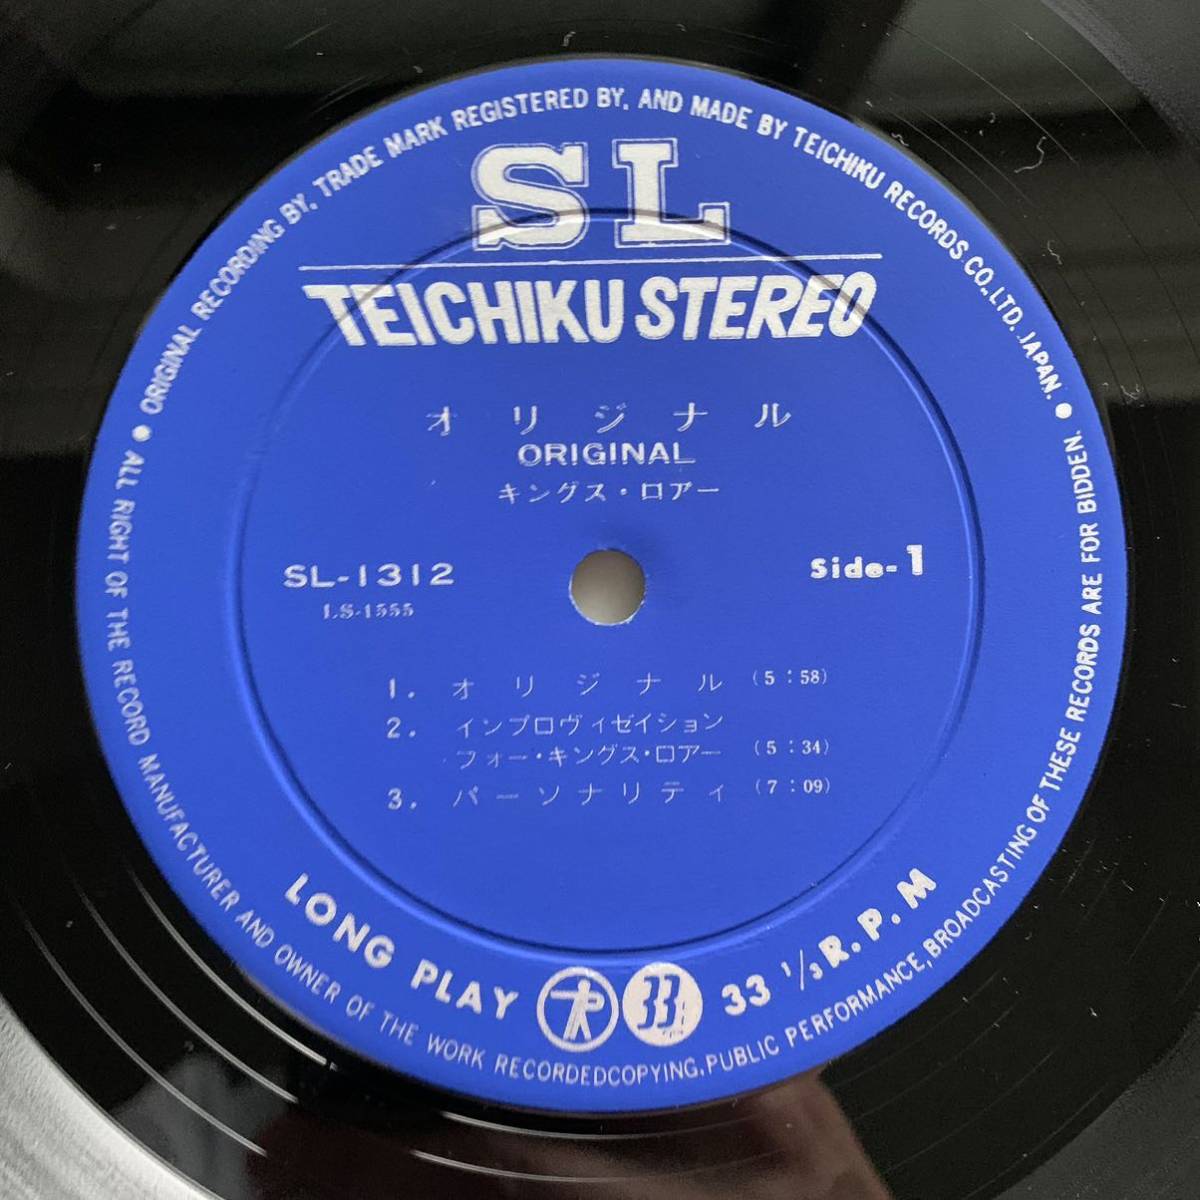 ORIGINAL RECORDING BY, TRADE MARK REGISTERED BY, AND MADE BY TEICHIKU RECORDS CO., LTD. JAPAN. ●
SL
TEICHIKU STEREO
オリジナル
ORIGINAL
キングス・ロアー
SL-1312
LS-1555
Side-1
1. オリジナル (5:58)
2. インプロヴィゼイション
フォー・キングス・ロアー (5:34)
3. パーソナリティ (7:09)
LONG PLAY
33
33 1/3 R.P.M
● ALL RIGHT OF THE RECORD MANUFACTURER AND OWNER OF THE WORK RECORDEDCOPYING, PUBLIC PERFORMANCE, BROADCASTING OF THESE RECORDS ARE FOR BIDDEN.